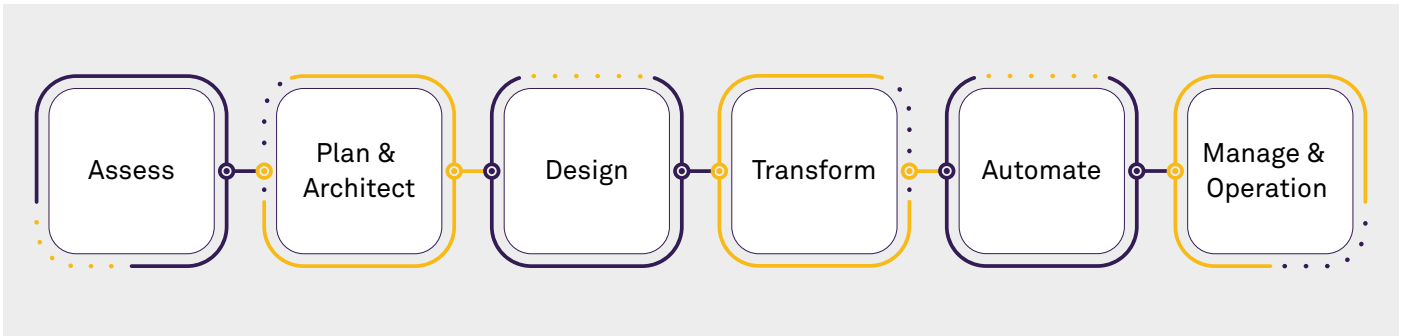 Assess
Plan &
Architect
Design
Transform
Automate
Manage &
Operation